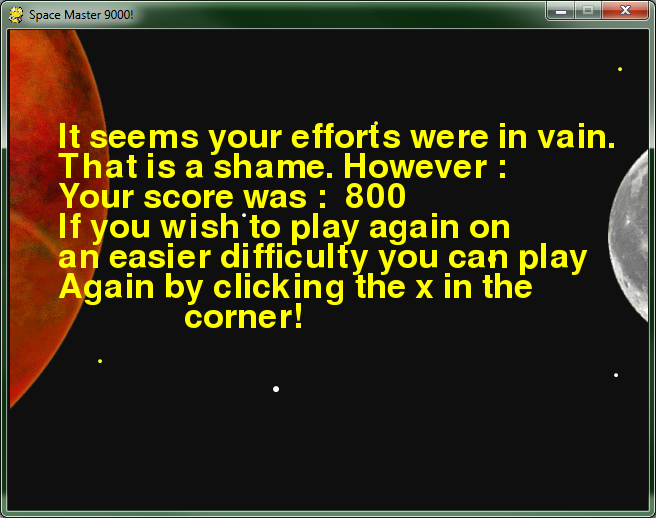 Space Master 9000!
It seems your efforts were in vain.
That is a shame. However :
Your score was :  800
If you wish to play again on
an easier difficulty you can play
Again by clicking the x in the
corner!